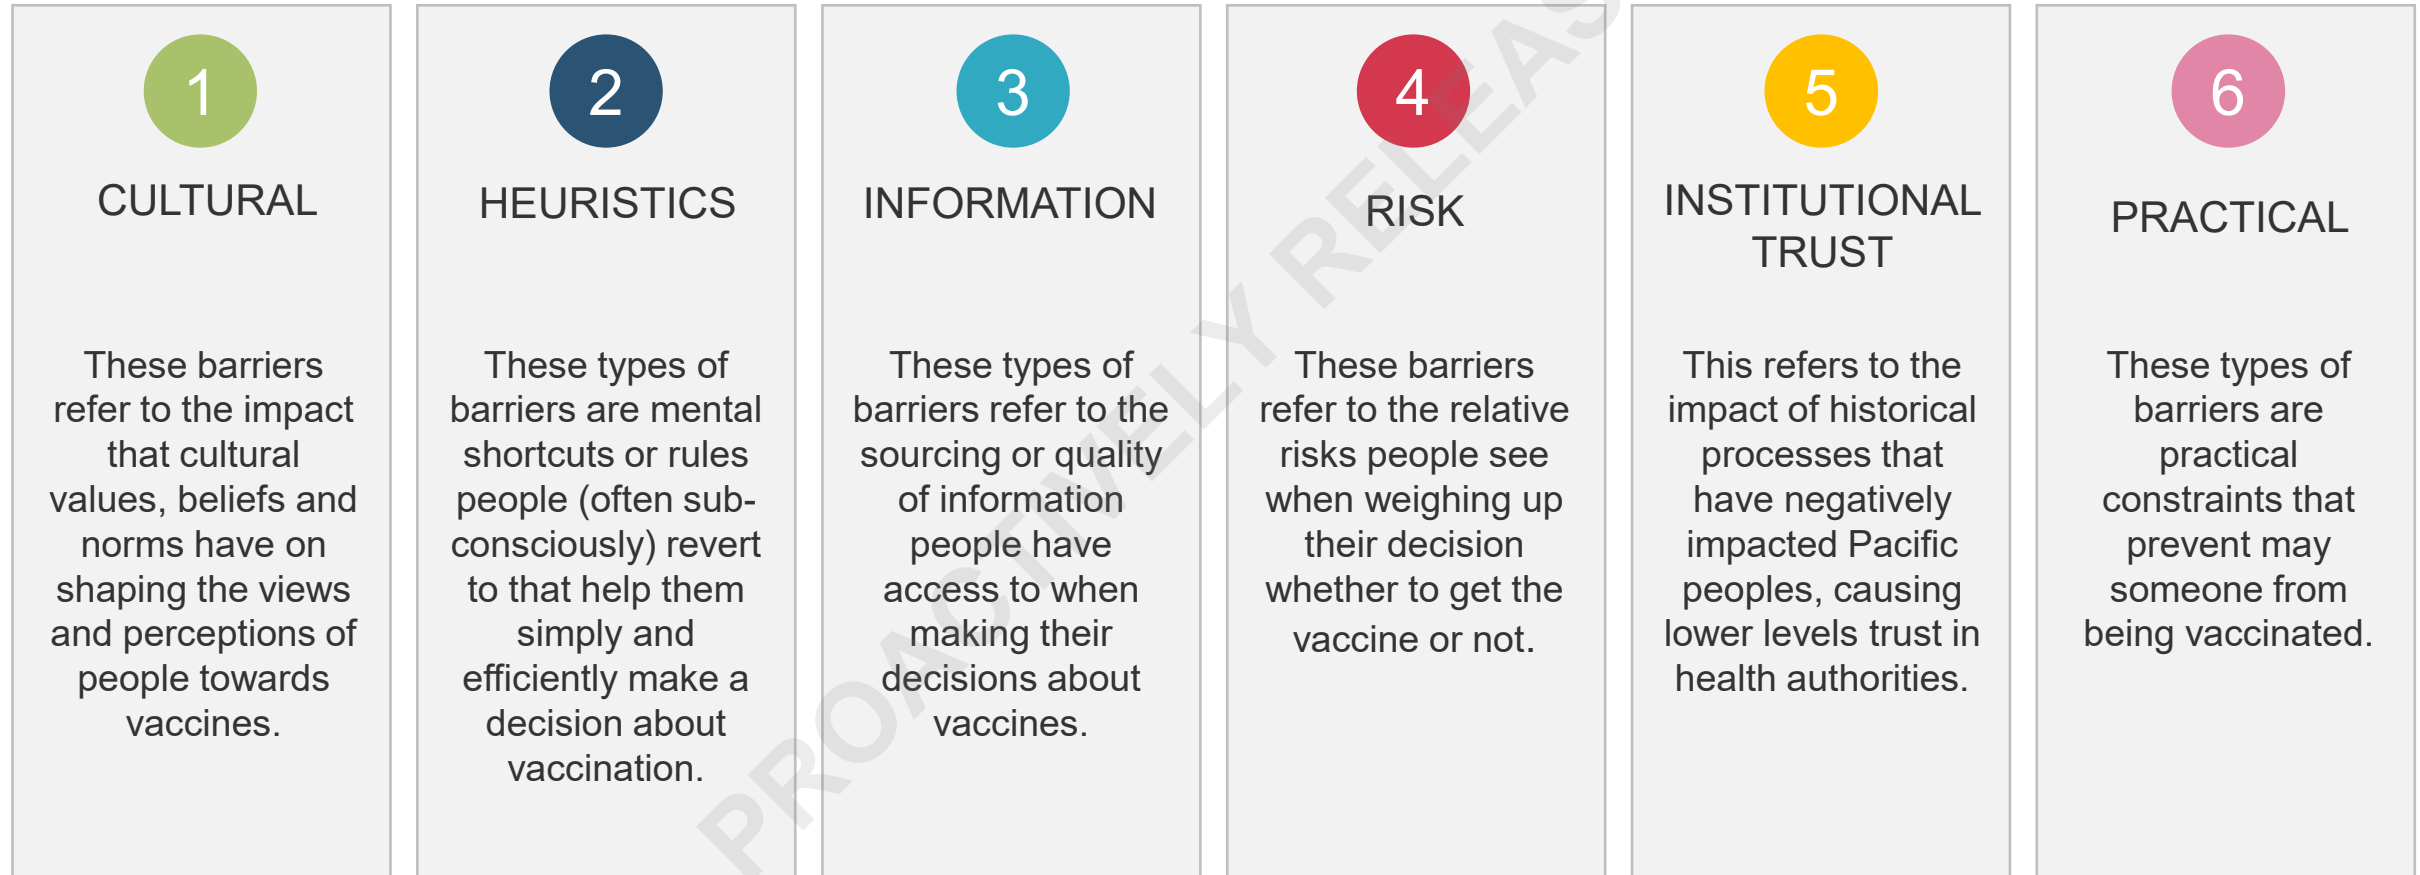 1
CULTURAL
These barriers
refer to the impact
that cultural
values, beliefs and
norms have on
shaping the views
and perceptions of
people towards
vaccines.
2
HEURISTICS
These types of
barriers are mental
shortcuts or rules
people (often sub-
consciously) revert
to that help them
simply and
efficiently make a
decision about
vaccination.
3
INFORMATION
These types of
barriers refer to the
sourcing or quality
of information
people have
access to when
making their
decisions about
vaccines.
4
RISK
These barriers
refer to the relative
risks people see
when weighing up
their decision
whether to get the
vaccine or not.
5
INSTITUTIONAL
TRUST
This refers to the
impact of historical
processes that
have negatively
impacted Pacific
peoples, causing
lower levels trust in
health authorities.
6
PRACTICAL
These types of
barriers are
practical
constraints that
prevent may
someone from
being vaccinated.
PROACTIVELY RELEAS